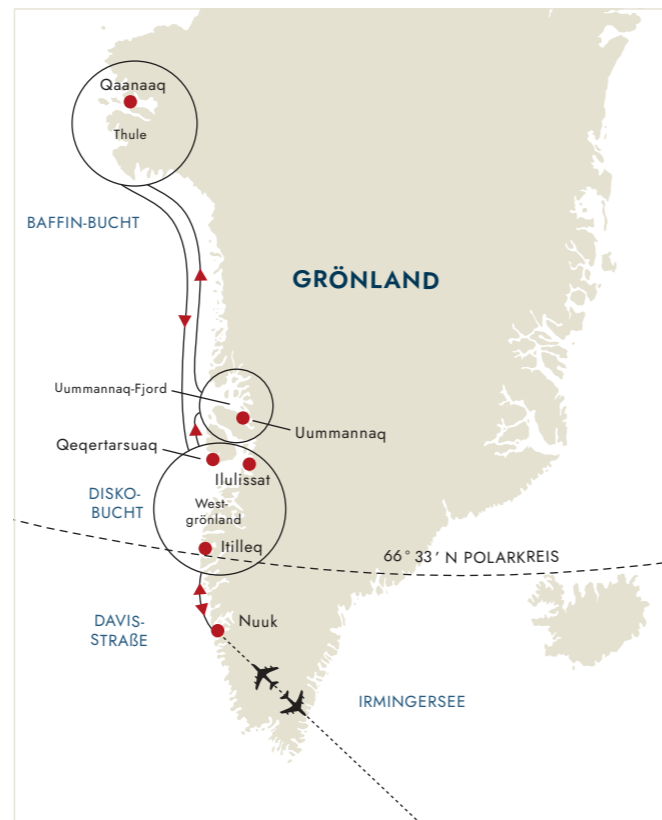 Qaanaaq
Thule
BAFFIN-BUCHT
GRÖNLAND
Uummannaq-Fjord
Uummannaq
Qeqertarsuaq
Ilulissat
DISKO-
BUCHT
West-
grönland
Itilleq
66° 33’ N POLARKREIS
DAVIS-
STRAßE
Nuuk
IRMINGERSEE